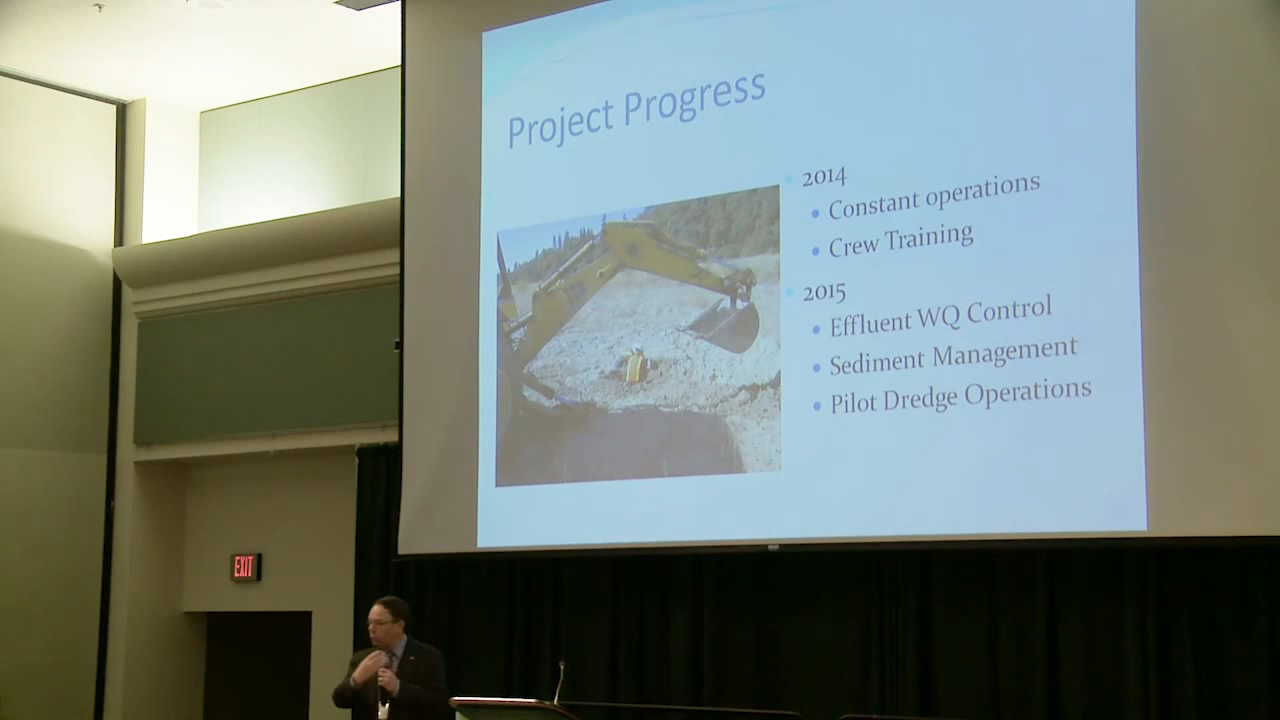 Project Progress
2014
Constant operations
Crew Training
2015
Effluent WQ Control
Sediment Management
Pilot Dredge Operations
EXIT